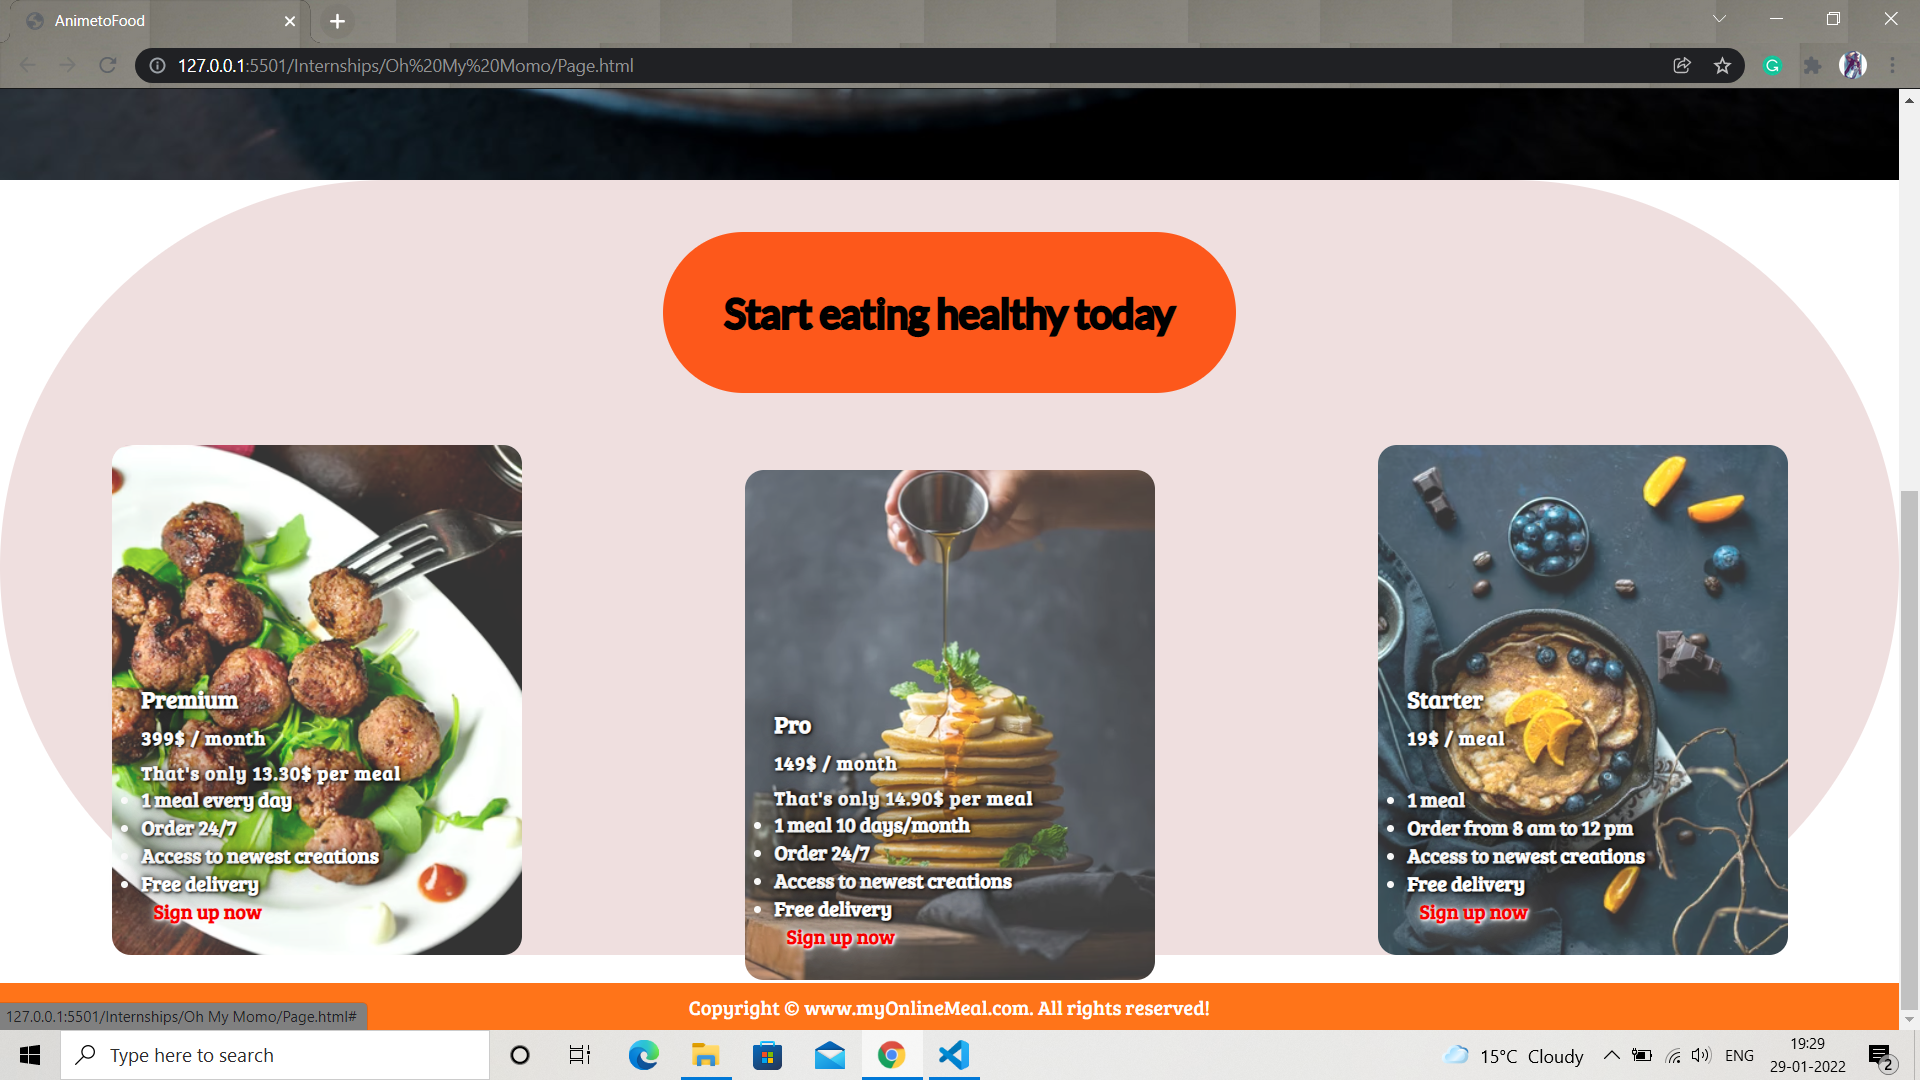 AnimetoFood
127.0.0.1:5501/Internships/Oh%20My%20Momo/Page.html
Start eating healthy today
Premium
399$ / month
That's only 13.30$ per meal
1 meal every day
Order 24/7
Access to newest creations
Free delivery
Sign up now
Pro
149$ / month
That's only 14.90$ per meal
1 meal 10 days/month
Order 24/7
Access to newest creations
Free delivery
Sign up now
Starter
19$ / meal
1 meal
Order from 8 am to 12 pm
Access to newest creations
Free delivery
Sign up now
Copyright © www.myOnlineMeal.com. All rights reserved!
127.0.0.1:5501/Internships/Oh My Momo/Page.html#
Type here to search
15°C Cloudy
ENG
19:29
29-01-2022
2